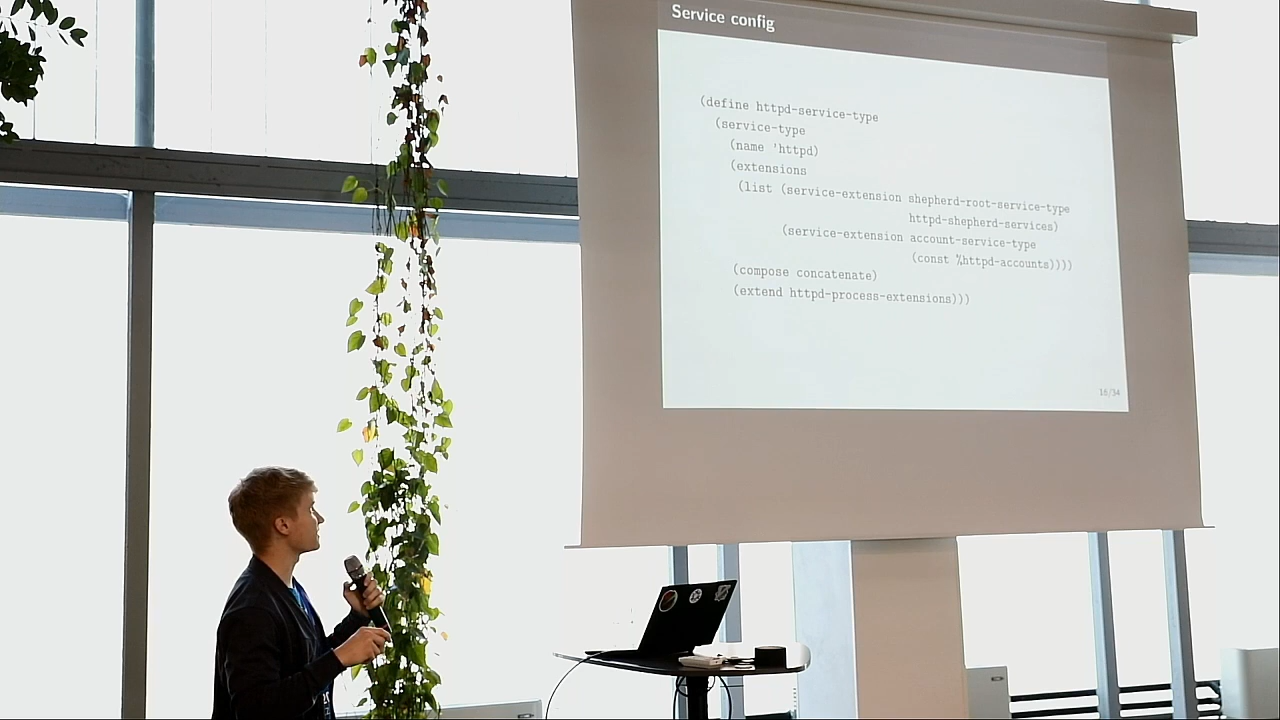 Service config
(define httpd-service-type
(service-type
(name 'httpd)
(extensions
(list (service-extension shepherd-root-service-type
httpd-shepherd-services)
(service-extension account-service-type
(const %httpd-accounts))))
(compose concatenate)
(extend httpd-process-extensions)))
16/34